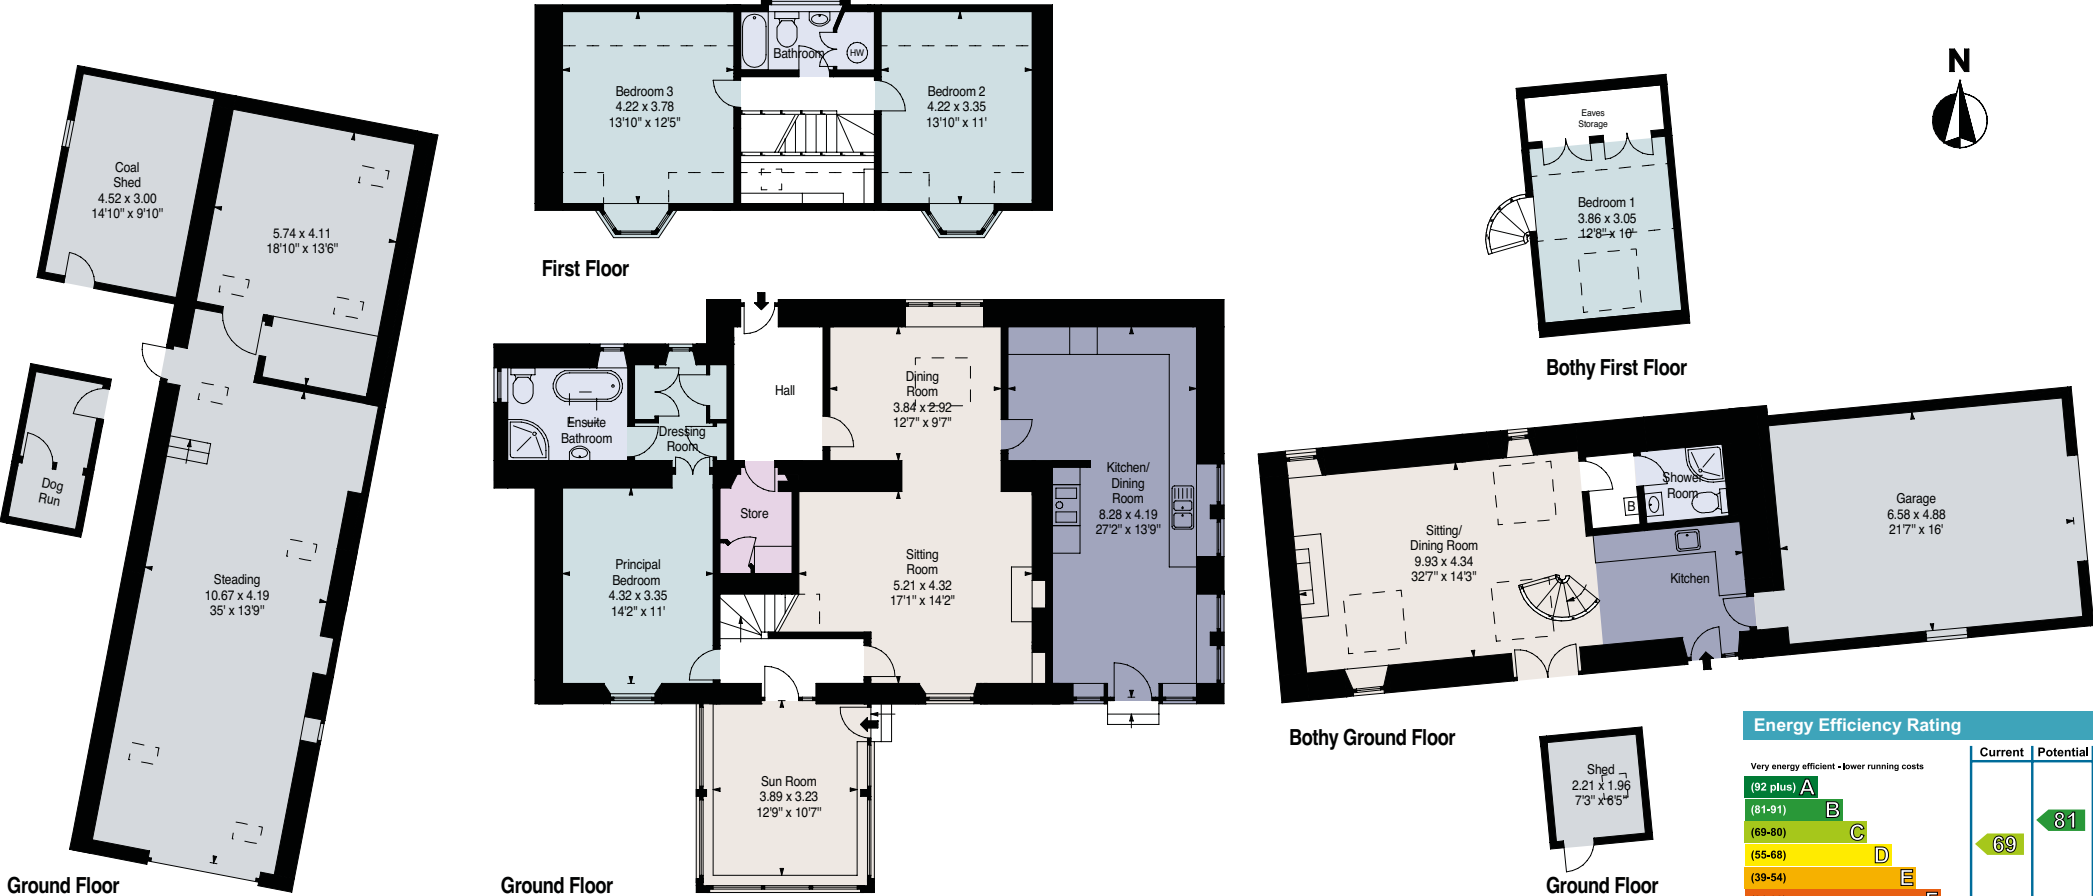 Coal
Shed
4.52 x 3.00
14'10" x 9'10"
5.74 x 4.11
18'10" x 13'6"
Dog
Run
Steading
10.67 x 4.19
35' x 13'9"
Ground Floor
Bedroom 3
4.22 x 3.78
13'10" x 12'5"
Bathroom
HW
Bedroom 2
4.22 x 3.35
13'10" x 11'
First Floor
Hall
Dining
Room
3.84 x 2.92
12'7" x 9'7"
Ensuite
Bathroom
Dressing
Room
Kitchen/
Dining
Room
8.28 x 4.19
27'2" x 13'9"
Store
Principal
Bedroom
4.32 x 3.35
14'2" x 11'
Sitting
Room
5.21 x 4.32
17'1" x 14'2"
Sun Room
3.89 x 3.23
12'9" x 10'7"
Ground Floor
N
Eaves
Storage
Bedroom 1
3.86 x 3.05
12'8" x 10'
Bothy First Floor
Shower
Room
B
Sitting/
Dining Room
9.93 x 4.34
32'7" x 14'3"
Kitchen
Garage
6.58 x 4.88
21'7" x 16'
Bothy Ground Floor
Shed
2.21 x 1.96
7'3" x 6'5"
Ground Floor
Energy Efficiency Rating
Current Potential
Very energy efficient - lower running costs
(92 plus) A
(81-91) B
81
(69-80) C
69
(55-68) D
(39-54) E